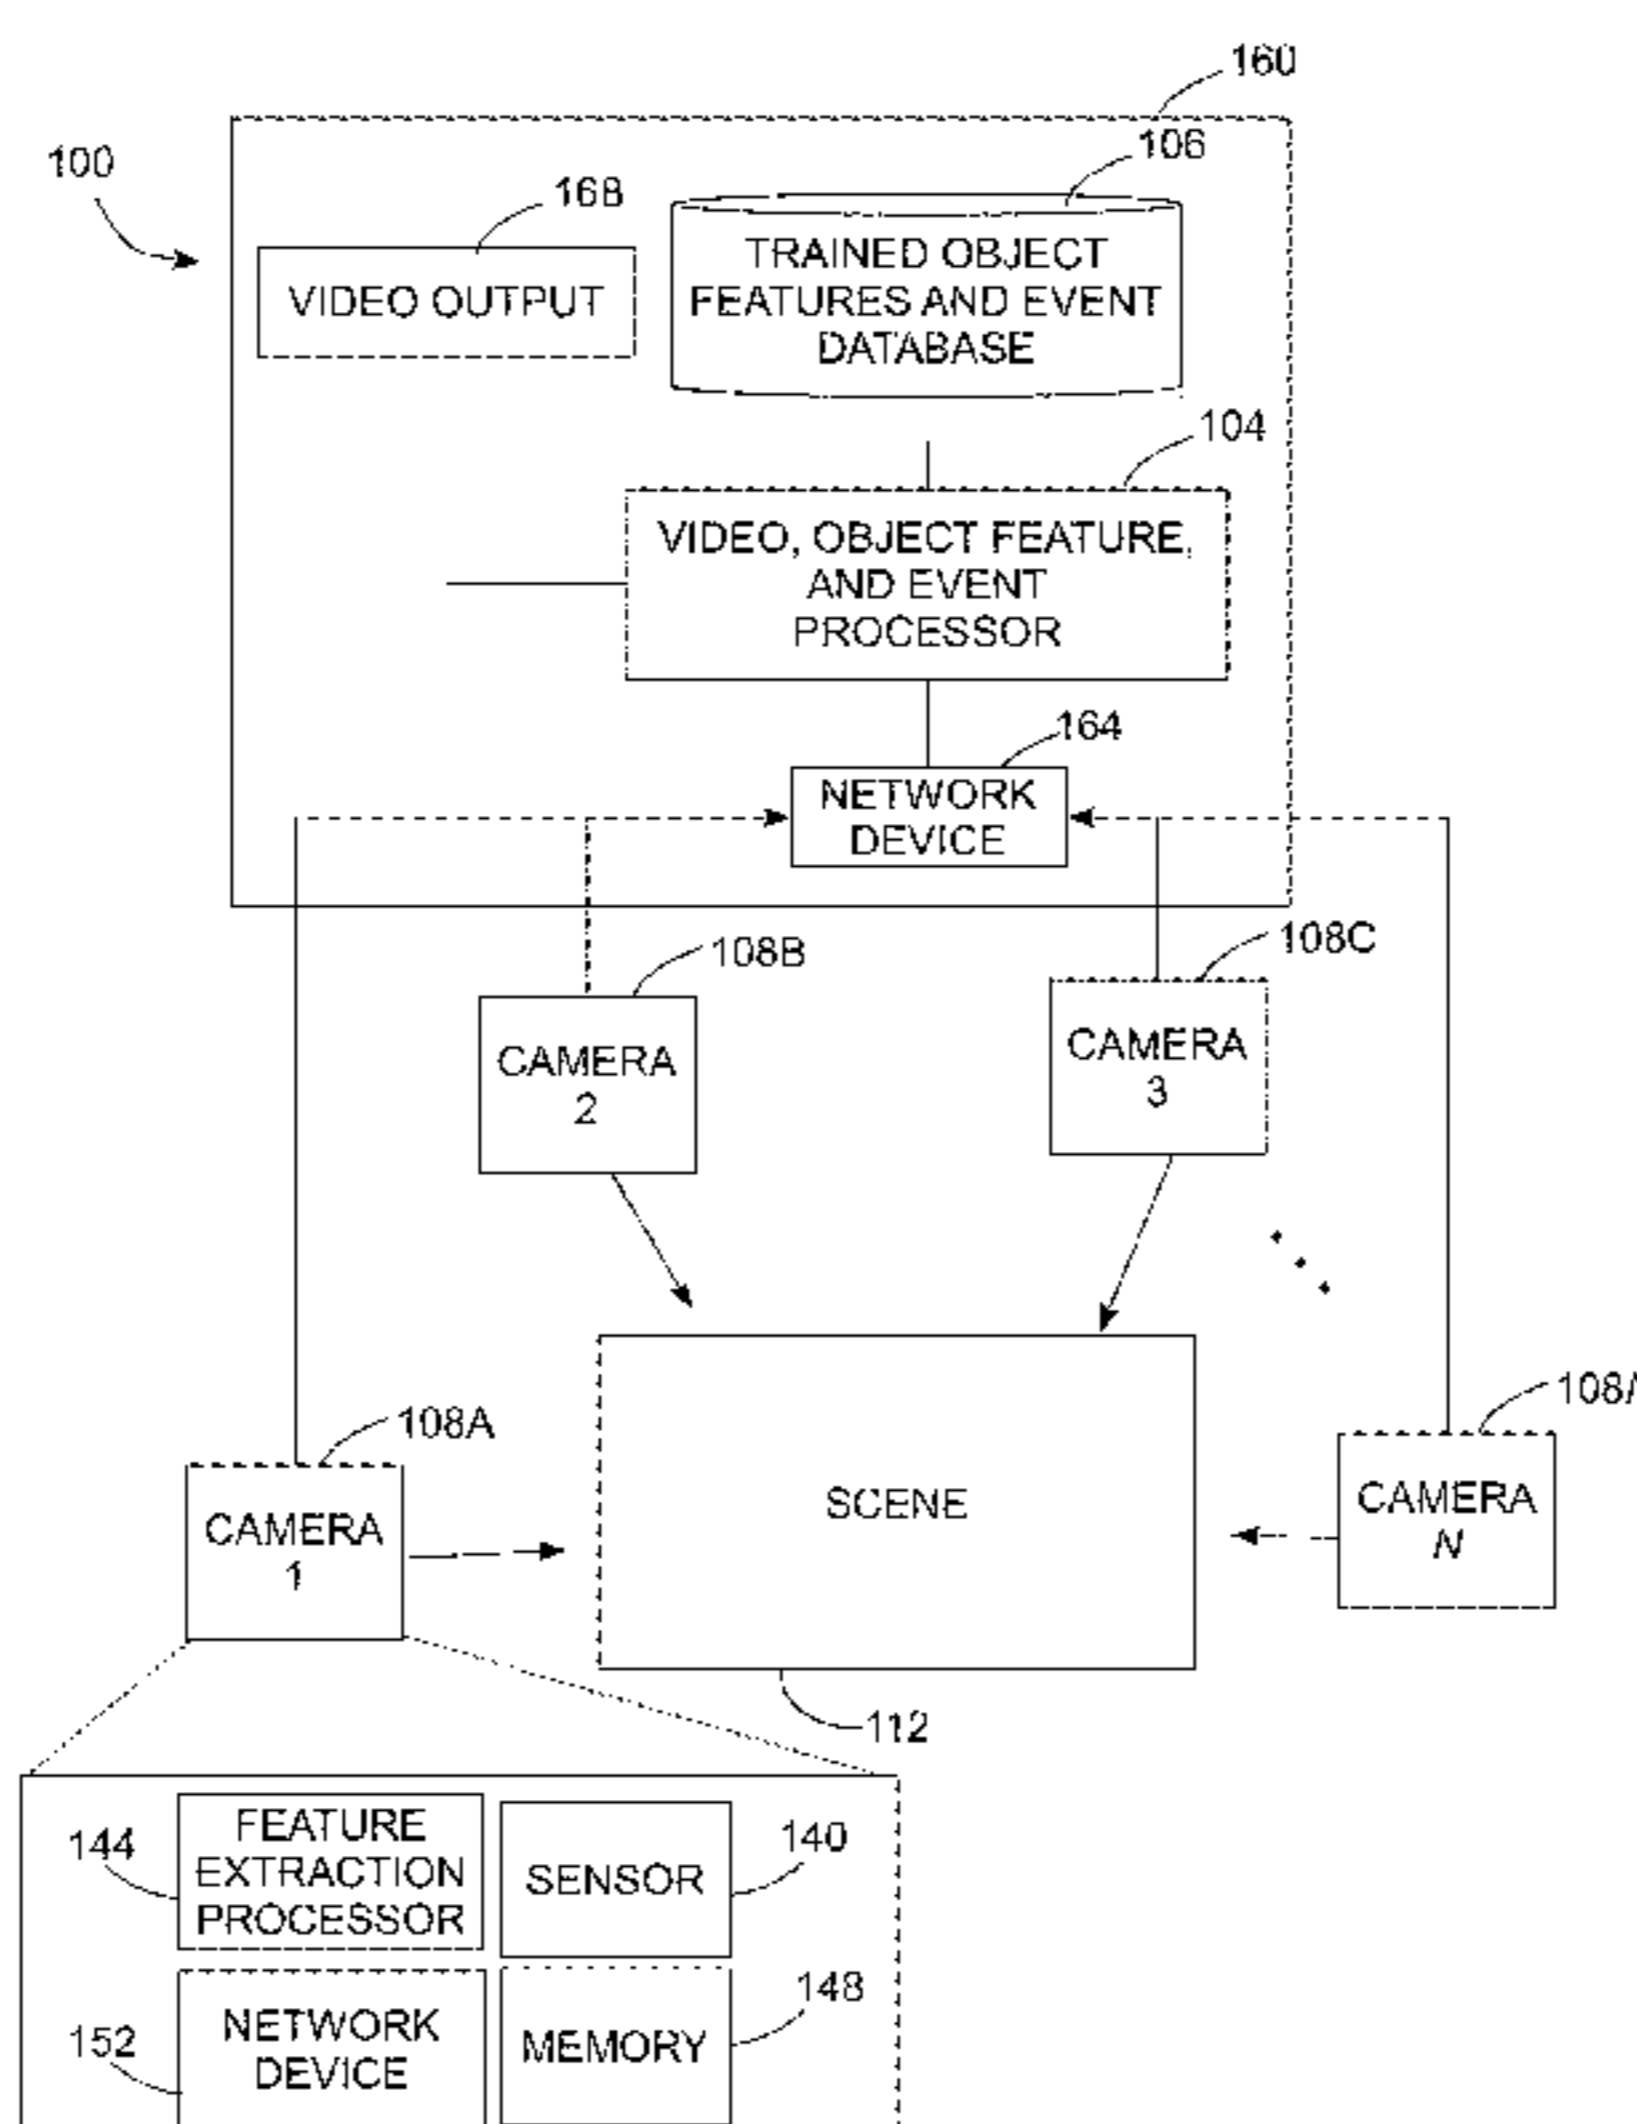 160
106
100
168
TRAINED OBJECT
FEATURES AND EVENT
DATABASE
VIDEO OUTPUT
104
VIDEO, OBJECT FEATURE,
AND EVENT
PROCESSOR
164
NETWORK
DEVICE
108B
108C
CAMERA
2
CAMERA
3
108A
CAMERA
1
SCENE
108N
CAMERA
N
112
144
FEATURE
EXTRACTION
PROCESSOR
SENSOR
140
152
NETWORK
DEVICE
MEMORY
148